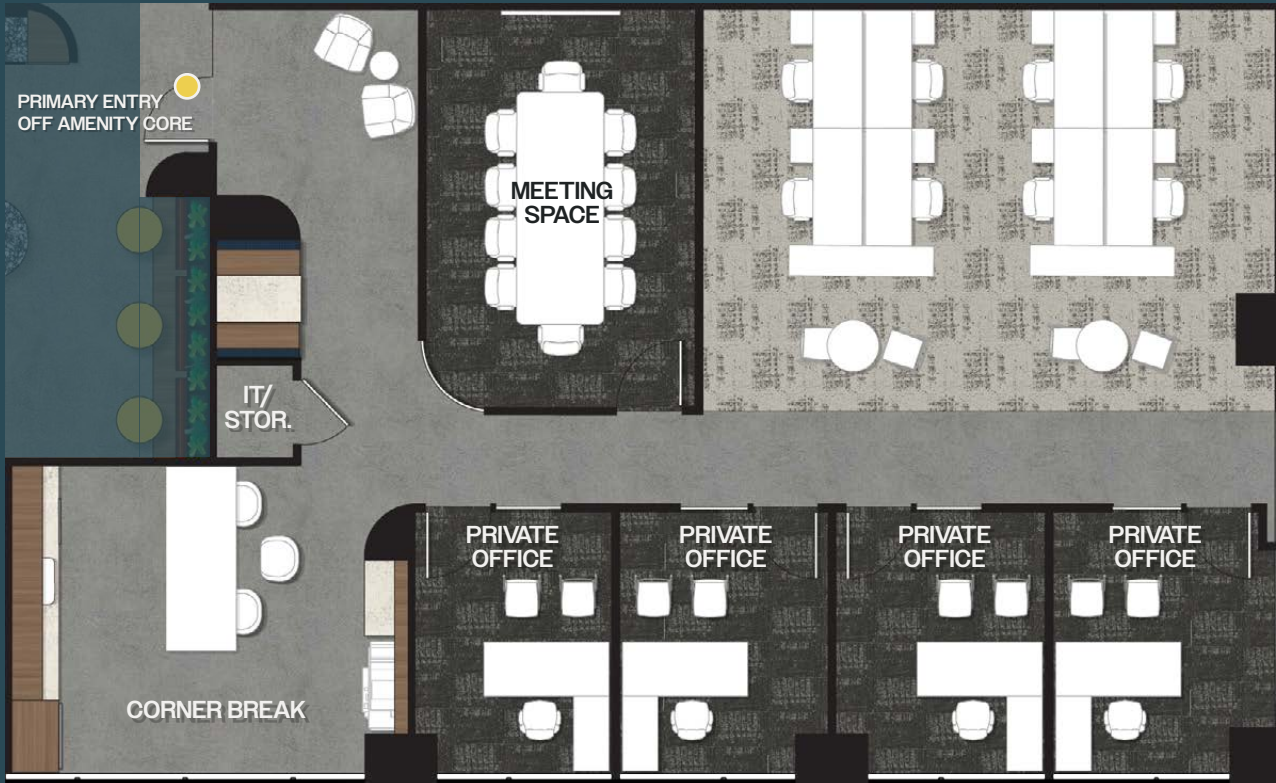 PRIMARY ENTRY
OFF AMENITY CORE
MEETING
SPACE
IT/
STOR.
PRIVATE
OFFICE
PRIVATE
OFFICE
PRIVATE
OFFICE
PRIVATE
OFFICE
CORNER BREAK